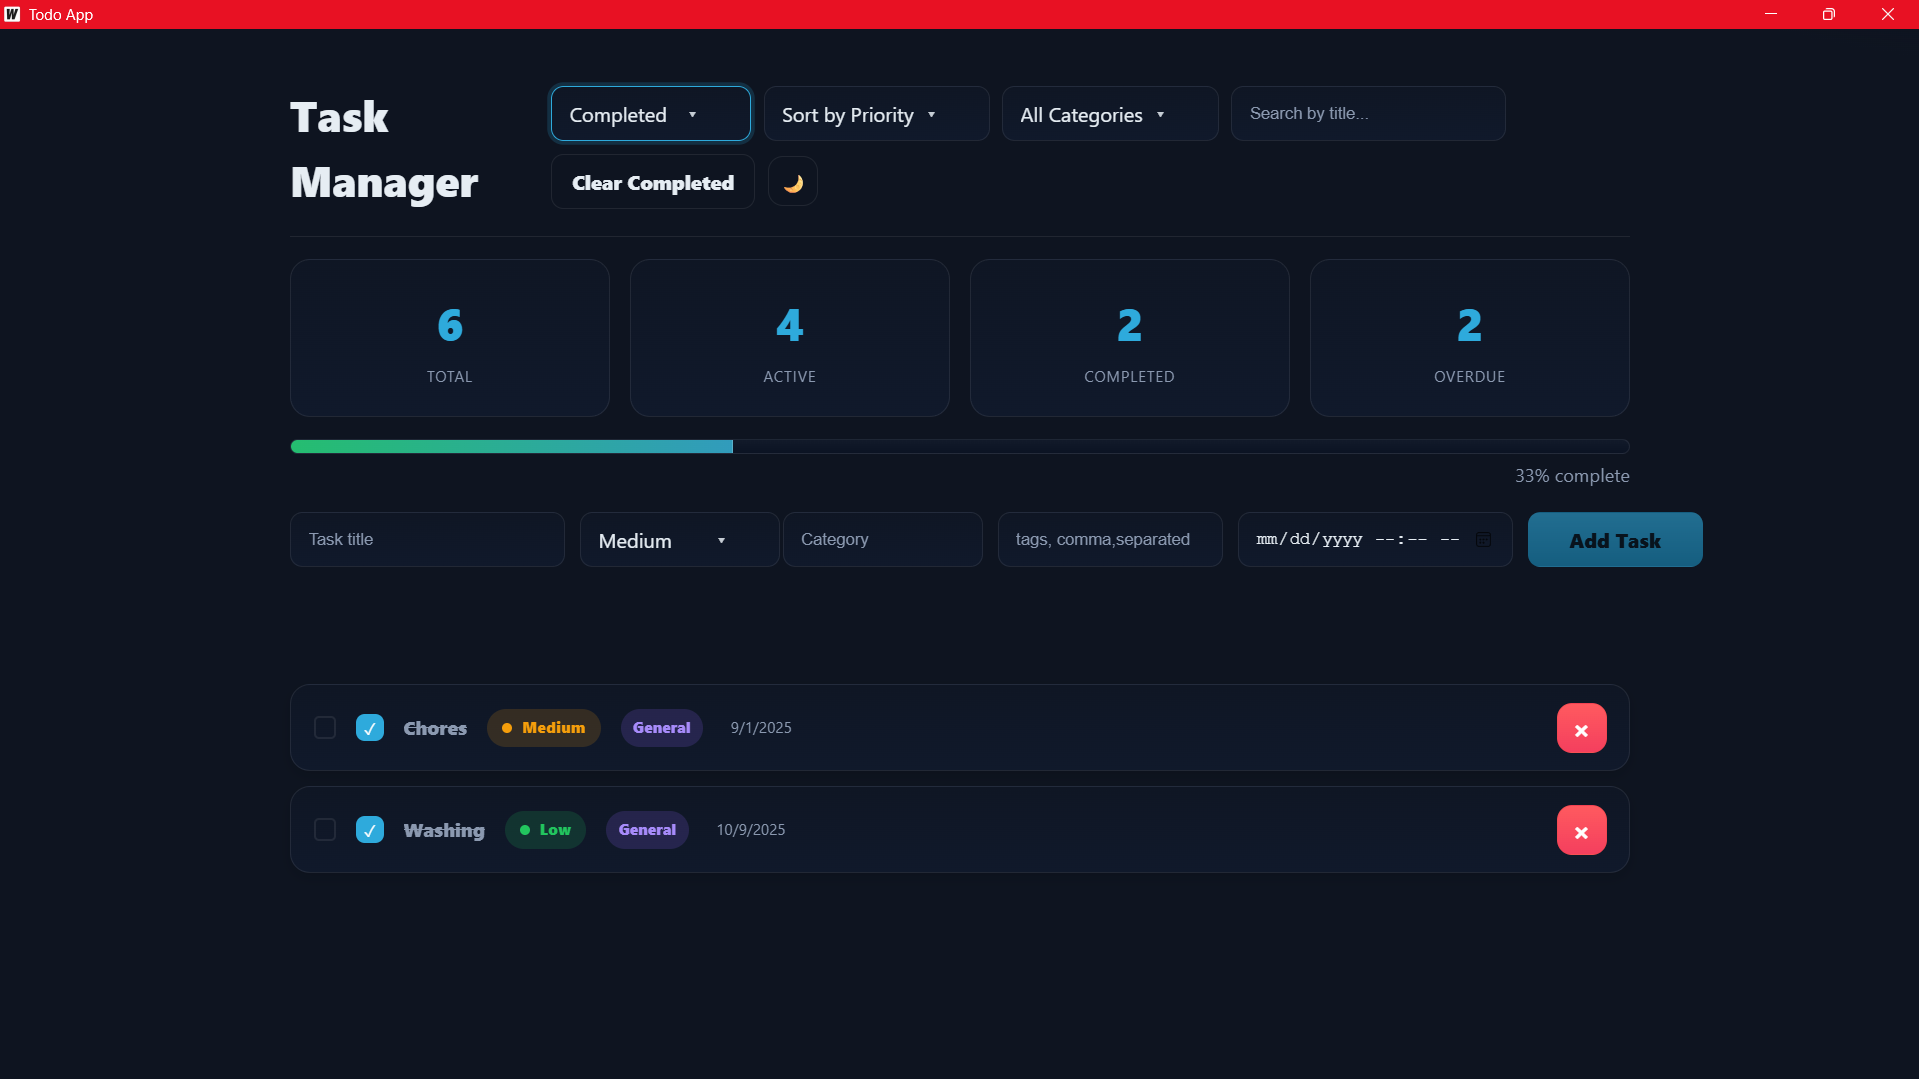 W Todo App
Task
Manager
Completed
Sort by Priority
All Categories
Search by title...
Clear Completed
6
TOTAL
4
ACTIVE
2
COMPLETED
2
OVERDUE
33% complete
Task title
Medium
Category
tags, comma,separated
mm/dd/yyyy --:-- --
Add Task
Chores Medium General 9/1/2025
Washing Low General 10/9/2025